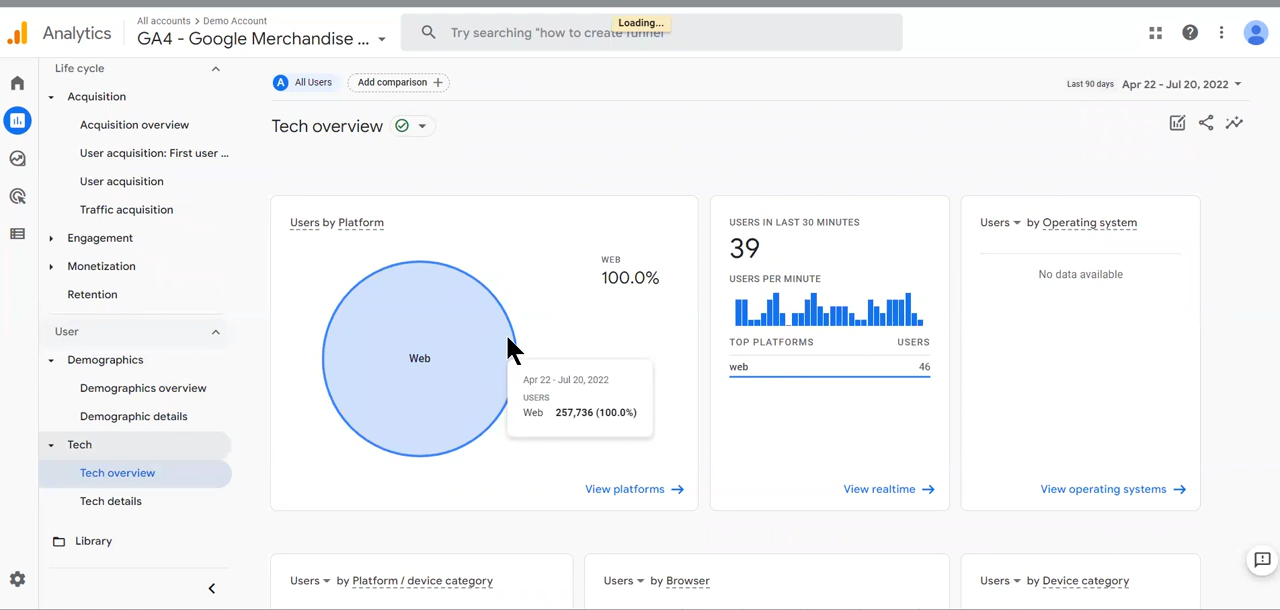 Analytics
All accounts > Demo Account
GA4 - Google Merchandise ...
Try searching "how to create runner"
Loading...
Life cycle
Acquisition
Acquisition overview
User acquisition: First user ...
User acquisition
Traffic acquisition
Engagement
Monetization
Retention
User
Demographics
Demographics overview
Demographic details
Tech
Tech overview
Tech details
Library
A All Users
Add comparison +
Last 90 days Apr 22 - Jul 20, 2022
Tech overview
Users by Platform
WEB
100.0%
Web
Apr 22 - Jul 20, 2022
USERS
Web 257,736 (100.0%)
View platforms
USERS IN LAST 30 MINUTES
39
USERS PER MINUTE
TOP PLATFORMS USERS
web 46
View realtime
Users by Operating system
No data available
View operating systems
Users by Platform / device category
Users by Browser
Users by Device category